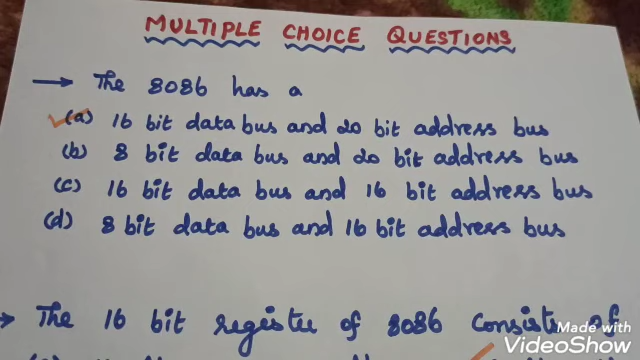 MULTIPLE CHOICE QUESTIONS
→ The 8086 has a
(a) 16 bit data bus and 20 bit address bus
(b) 8 bit data bus and 20 bit address bus
(c) 16 bit data bus and 16 bit address bus
(d) 8 bit data bus and 16 bit address bus
→ The 16 bit register of 8086 consists of
Made with
VideoShow